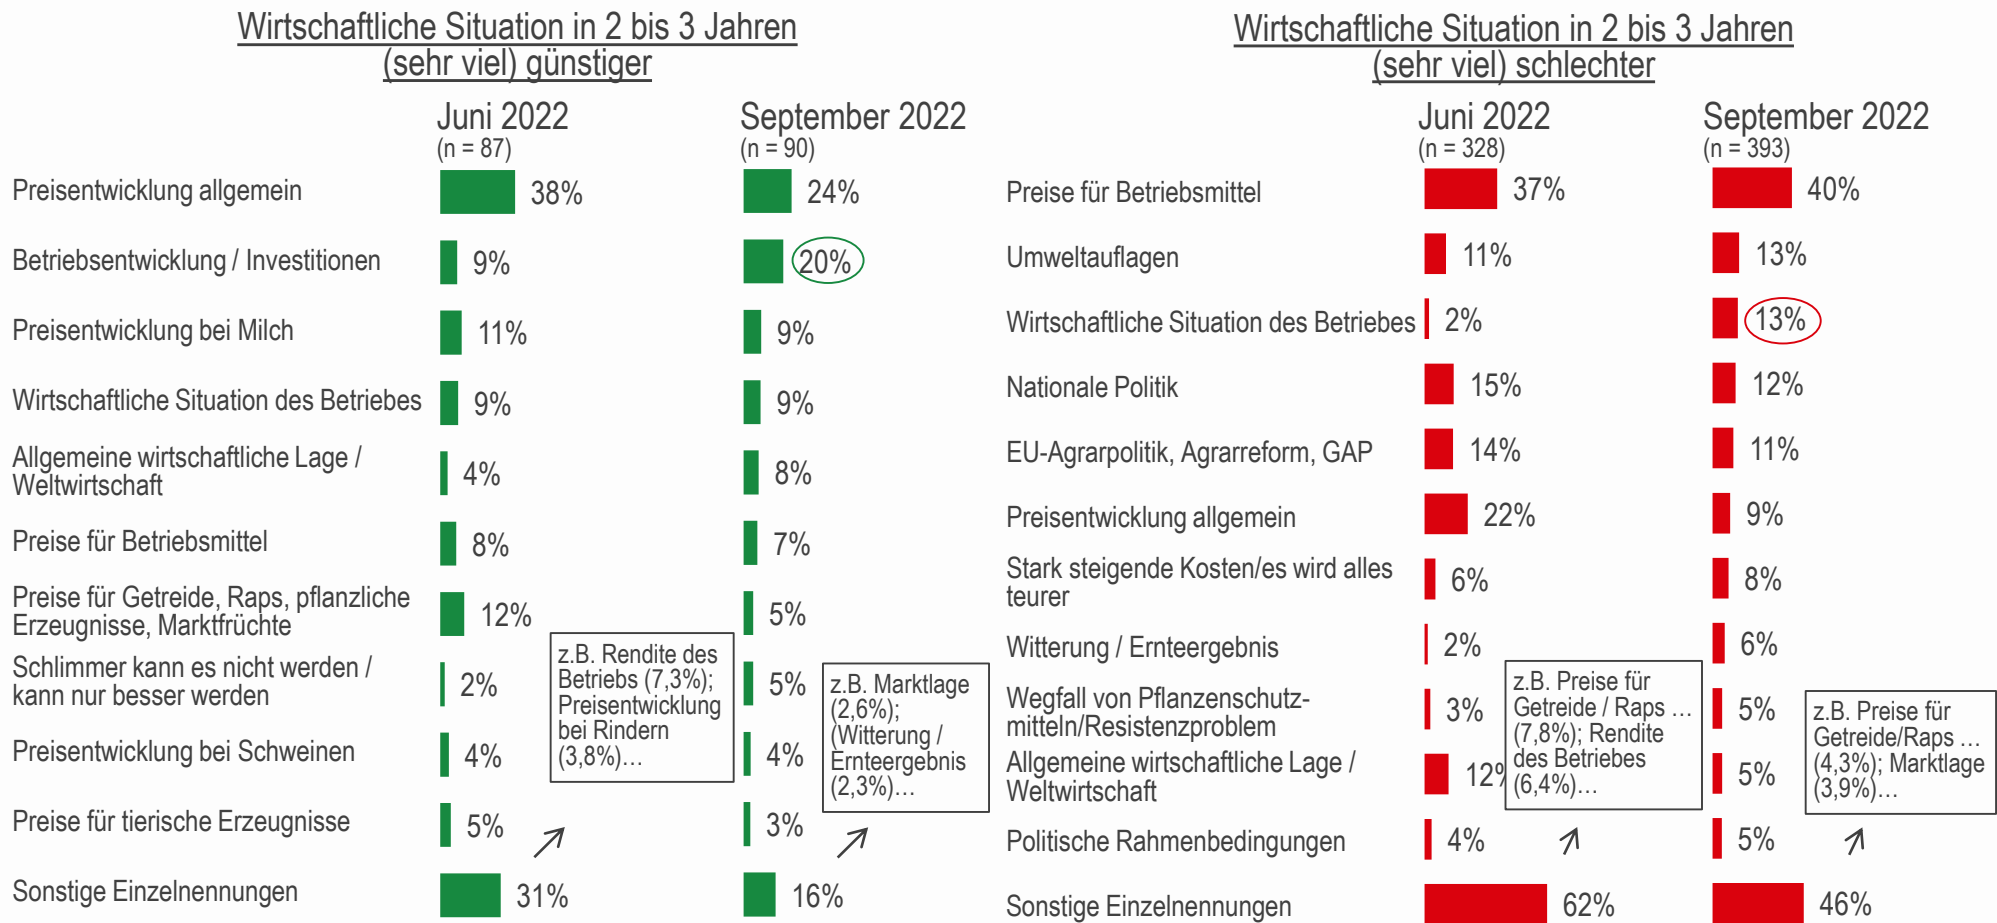 Wirtschaftliche Situation in 2 bis 3 Jahren
(sehr viel) günstiger
Juni 2022
(n = 87)
September 2022
(n = 90)
Preisentwicklung allgemein 38% 24%
Betriebsentwicklung / Investitionen 9% 20%
Preisentwicklung bei Milch 11% 9%
Wirtschaftliche Situation des Betriebes 9% 9%
Allgemeine wirtschaftliche Lage /
Weltwirtschaft 4% 8%
Preise für Betriebsmittel 8% 7%
Preise für Getreide, Raps, pflanzliche
Erzeugnisse, Marktfrüchte 12% 5%
Schlimmer kann es nicht werden /
kann nur besser werden 2% 5%
Preisentwicklung bei Schweinen 4% 4%
Preise für tierische Erzeugnisse 5% 3%
Sonstige Einzelnennungen 31% 16%
z.B. Rendite des
Betriebs (7,3%);
Preisentwicklung
bei Rindern
(3,8%)…
z.B. Marktlage
(2,6%);
(Witterung /
Ernteergebnis
(2,3%)…
Wirtschaftliche Situation in 2 bis 3 Jahren
(sehr viel) schlechter
Juni 2022
(n = 328)
September 2022
(n = 393)
Preise für Betriebsmittel 37% 40%
Umweltauflagen 11% 13%
Wirtschaftliche Situation des Betriebes 2% 13%
Nationale Politik 15% 12%
EU-Agrarpolitik, Agrarreform, GAP 14% 11%
Preisentwicklung allgemein 22% 9%
Stark steigende Kosten/es wird alles
teurer 6% 8%
Witterung / Ernteergebnis 2% 6%
Wegfall von Pflanzenschutz-
mitteln/Resistenzproblem 3% 5%
Allgemeine wirtschaftliche Lage /
Weltwirtschaft 12% 5%
Politische Rahmenbedingungen 4% 5%
Sonstige Einzelnennungen 62% 46%
z.B. Preise für
Getreide / Raps …
(7,8%); Rendite
des Betriebes
(6,4%)…
z.B. Preise für
Getreide/Raps …
(4,3%); Marktlage
(3,9%)…